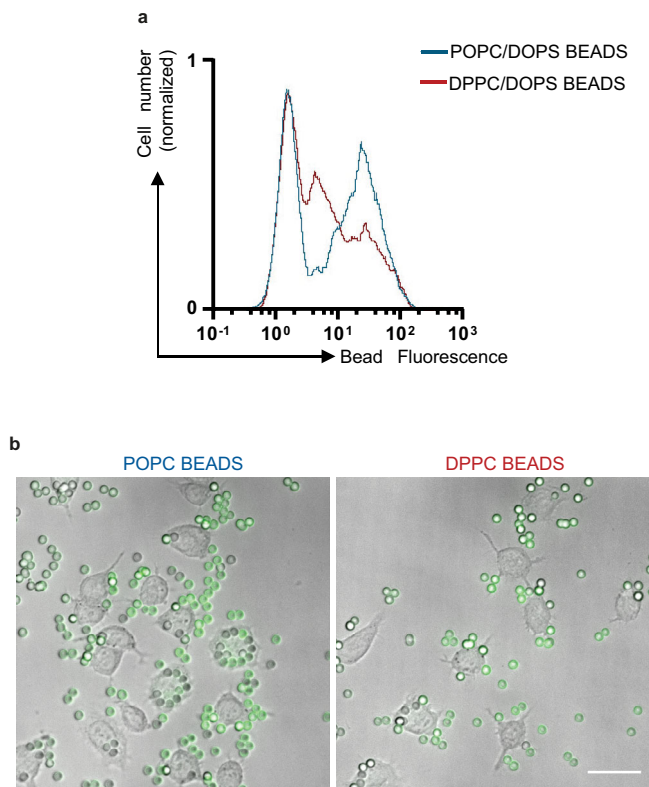 a
Cell number
(normalized)
1
0
10-1 100 101 102 103
Bead Fluorescence
POPC/DOPS BEADS
DPPC/DOPS BEADS
b
POPC BEADS
DPPC BEADS